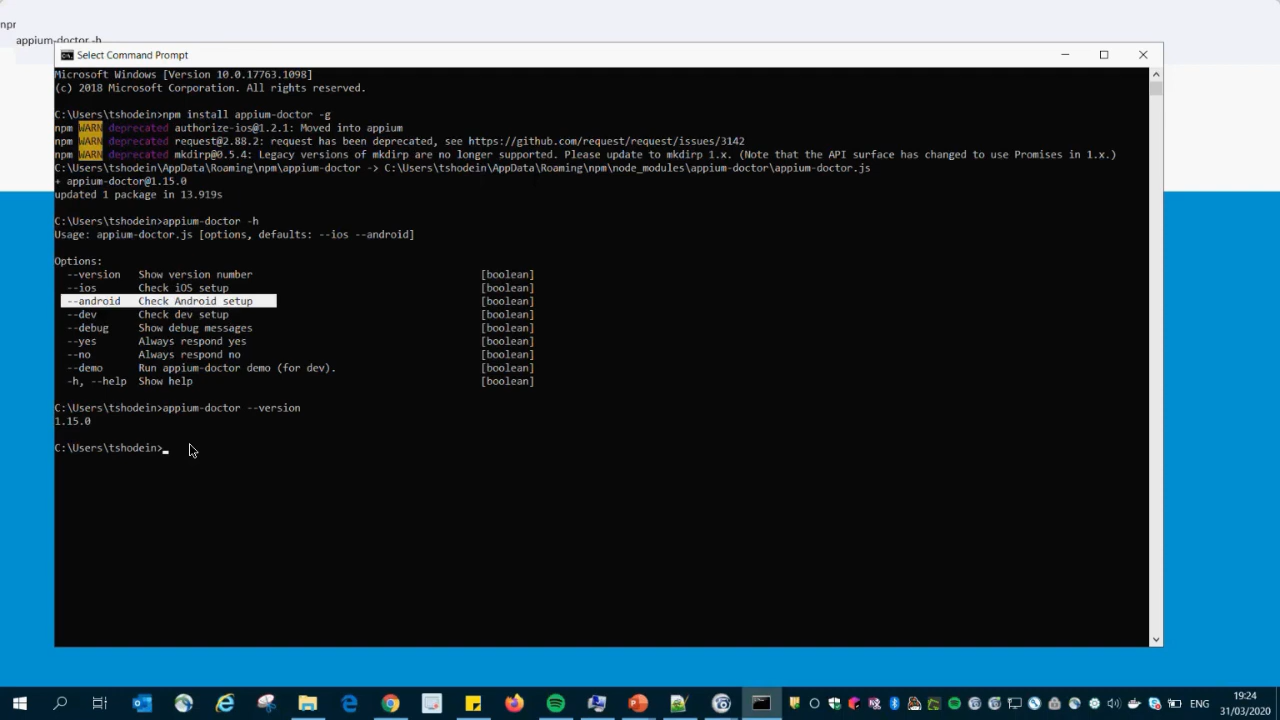 npr
appium-doctor -h
Select Command Prompt
Microsoft Windows [Version 10.0.17763.1098]
(c) 2018 Microsoft Corporation. All rights reserved.
C:\Users\tshodein>npm install appium-doctor -g
npm WARN deprecated authorize-ios@1.2.1: Moved into appium
npm WARN deprecated request@2.88.2: request has been deprecated, see https://github.com/request/request/issues/3142
npm WARN deprecated mkdirp@0.5.4: Legacy versions of mkdirp are no longer supported. Please update to mkdirp 1.x. (Note that the API surface has changed to use Promises in 1.x.)
C:\Users\tshodein\AppData\Roaming\npm\appium-doctor -> C:\Users\tshodein\AppData\Roaming\npm\node_modules\appium-doctor\appium-doctor.js
+ appium-doctor@1.15.0
updated 1 package in 13.919s
C:\Users\tshodein>appium-doctor -h
Usage: appium-doctor.js [options, defaults: --ios --android]
Options:
--version Show version number [boolean]
--ios Check iOS setup [boolean]
--android Check Android setup [boolean]
--dev Check dev setup [boolean]
--debug Show debug messages [boolean]
--yes Always respond yes [boolean]
--no Always respond no [boolean]
--demo Run appium-doctor demo (for dev). [boolean]
-h, --help Show help [boolean]
C:\Users\tshodein>appium-doctor --version
1.15.0
C:\Users\tshodein>_
ENG
19:24
31/03/2020